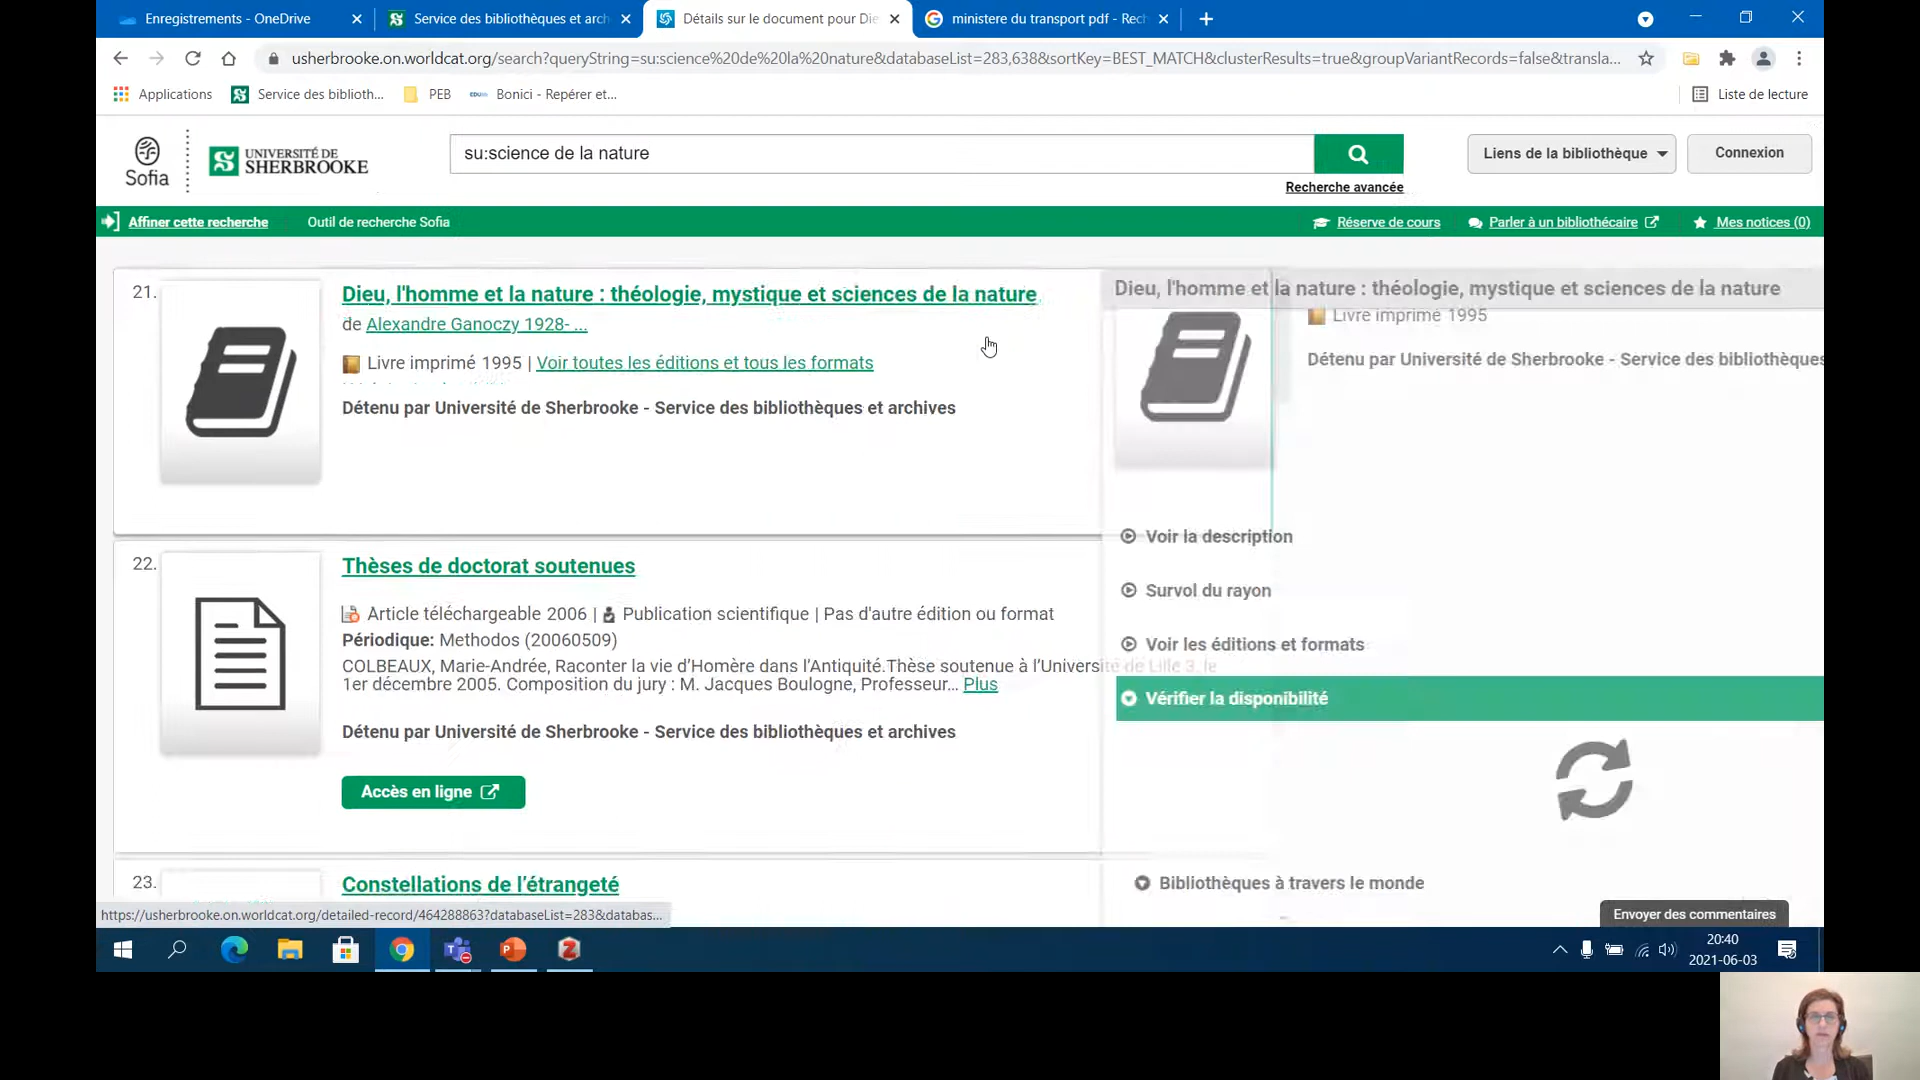 Enregistrements - OneDrive
Service des bibliothèques et arch
Détails sur le document pour Die
ministere du transport pdf - Rech
usherbrooke.on.worldcat.org/search?queryString=su:science%20de%20la%20nature&databaseList=283,638&sortKey=BEST_MATCH&clusterResults=true&groupVariantRecords=false&transla...
Applications
Service des biblioth...
PEB
Bonici - Repérer et...
Liste de lecture
Sofia
UNIVERSITÉ DE
SHERBROOKE
su:science de la nature
Liens de la bibliothèque
Connexion
Recherche avancée
Affiner cette recherche
Outil de recherche Sofia
Réserve de cours
Parler à un bibliothécaire
Mes notices (0)
21.
Dieu, l'homme et la nature : théologie, mystique et sciences de la nature
de Alexandre Ganoczy 1928- ...
Livre imprimé 1995 | Voir toutes les éditions et tous les formats
Détenu par Université de Sherbrooke - Service des bibliothèques et archives
22.
Thèses de doctorat soutenues
Article téléchargeable 2006 | Publication scientifique | Pas d'autre édition ou format
Périodique: Methodos (20060509)
COLBEAUX, Marie-Andrée, Raconter la vie d’Homère dans l’Antiquité.Thèse soutenue à l’Université de Lille 3, le
1er décembre 2005. Composition du jury : M. Jacques Boulogne, Professeur... Plus
Détenu par Université de Sherbrooke - Service des bibliothèques et archives
Accès en ligne
23.
Constellations de l’étrangeté
Dieu, l'homme et la nature : théologie, mystique et sciences de la nature
Livre imprimé 1995
Détenu par Université de Sherbrooke - Service des bibliothèques
Voir la description
Survol du rayon
Voir les éditions et formats
Vérifier la disponibilité
Bibliothèques à travers le monde
Envoyer des commentaires
https://usherbrooke.on.worldcat.org/detailed-record/464288863?databaseList=283&databas...
20:40
2021-06-03